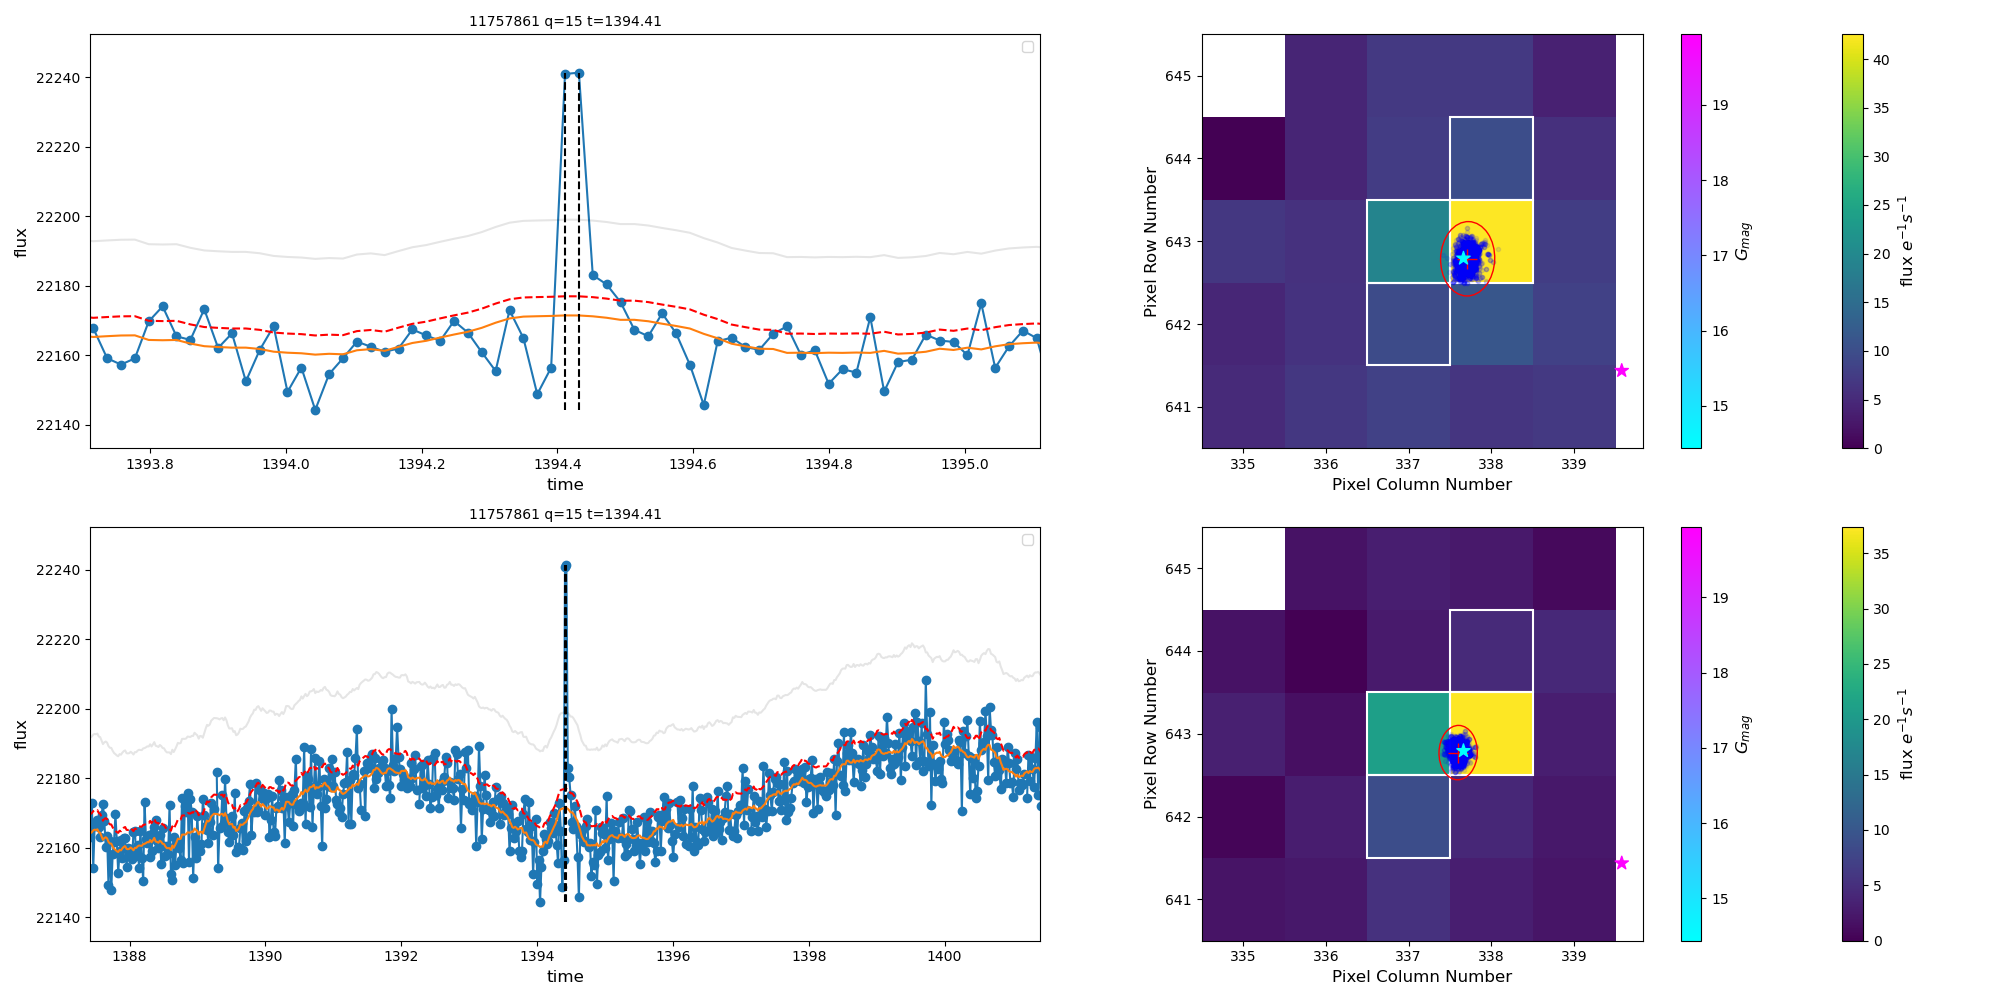 11757861 q=15 t=1394.41
flux
22240
22220
22200
22180
22160
22140
1393.8 1394.0 1394.2 1394.4 1394.6 1394.8 1395.0
time
Pixel Row Number
645
644
643
642
641
335 336 337 338 339
Pixel Column Number
19
18
17
16
15
G_mag
40
35
30
25
20
15
10
5
0
flux e^{-1}s^{-1}
11757861 q=15 t=1394.41
flux
22240
22220
22200
22180
22160
22140
1388 1390 1392 1394 1396 1398 1400
time
Pixel Row Number
645
644
643
642
641
335 336 337 338 339
Pixel Column Number
19
18
17
16
15
G_mag
35
30
25
20
15
10
5
0
flux e^{-1}s^{-1}